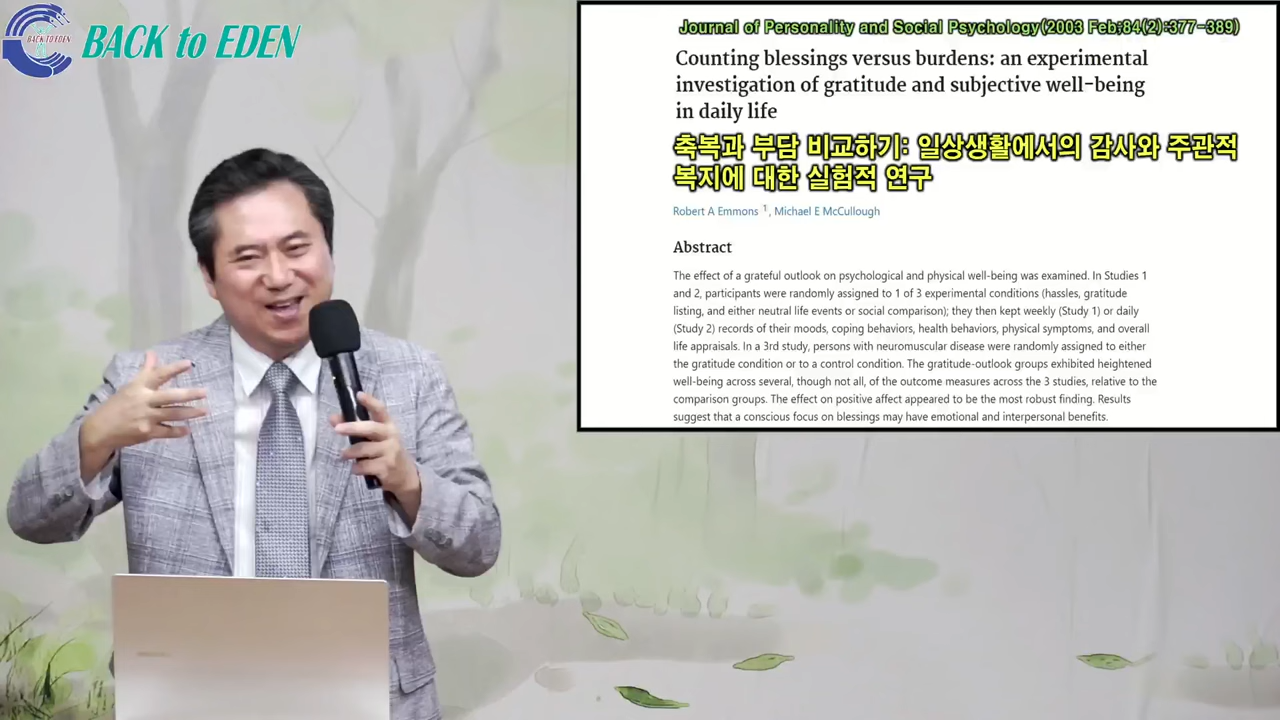 BACK TO EDEN
BACK to EDEN
Journal of Personality and Social Psychology(2003 Feb;84(2):377-389)
Counting blessings versus burdens: an experimental
investigation of gratitude and subjective well-being
in daily life
축복과 부담 비교하기: 일상생활에서의 감사와 주관적
복지에 대한 실험적 연구
Robert A Emmons 1, Michael E McCullough
Abstract
The effect of a grateful outlook on psychological and physical well-being was examined. In Studies 1
and 2, participants were randomly assigned to 1 of 3 experimental conditions (hassles, gratitude
listing, and either neutral life events or social comparison); they then kept weekly (Study 1) or daily
(Study 2) records of their moods, coping behaviors, health behaviors, physical symptoms, and overall
life appraisals. In a 3rd study, persons with neuromuscular disease were randomly assigned to either
the gratitude condition or to a control condition. The gratitude-outlook groups exhibited heightened
well-being across several, though not all, of the outcome measures across the 3 studies, relative to the
comparison groups. The effect on positive affect appeared to be the most robust finding. Results
suggest that a conscious focus on blessings may have emotional and interpersonal benefits.